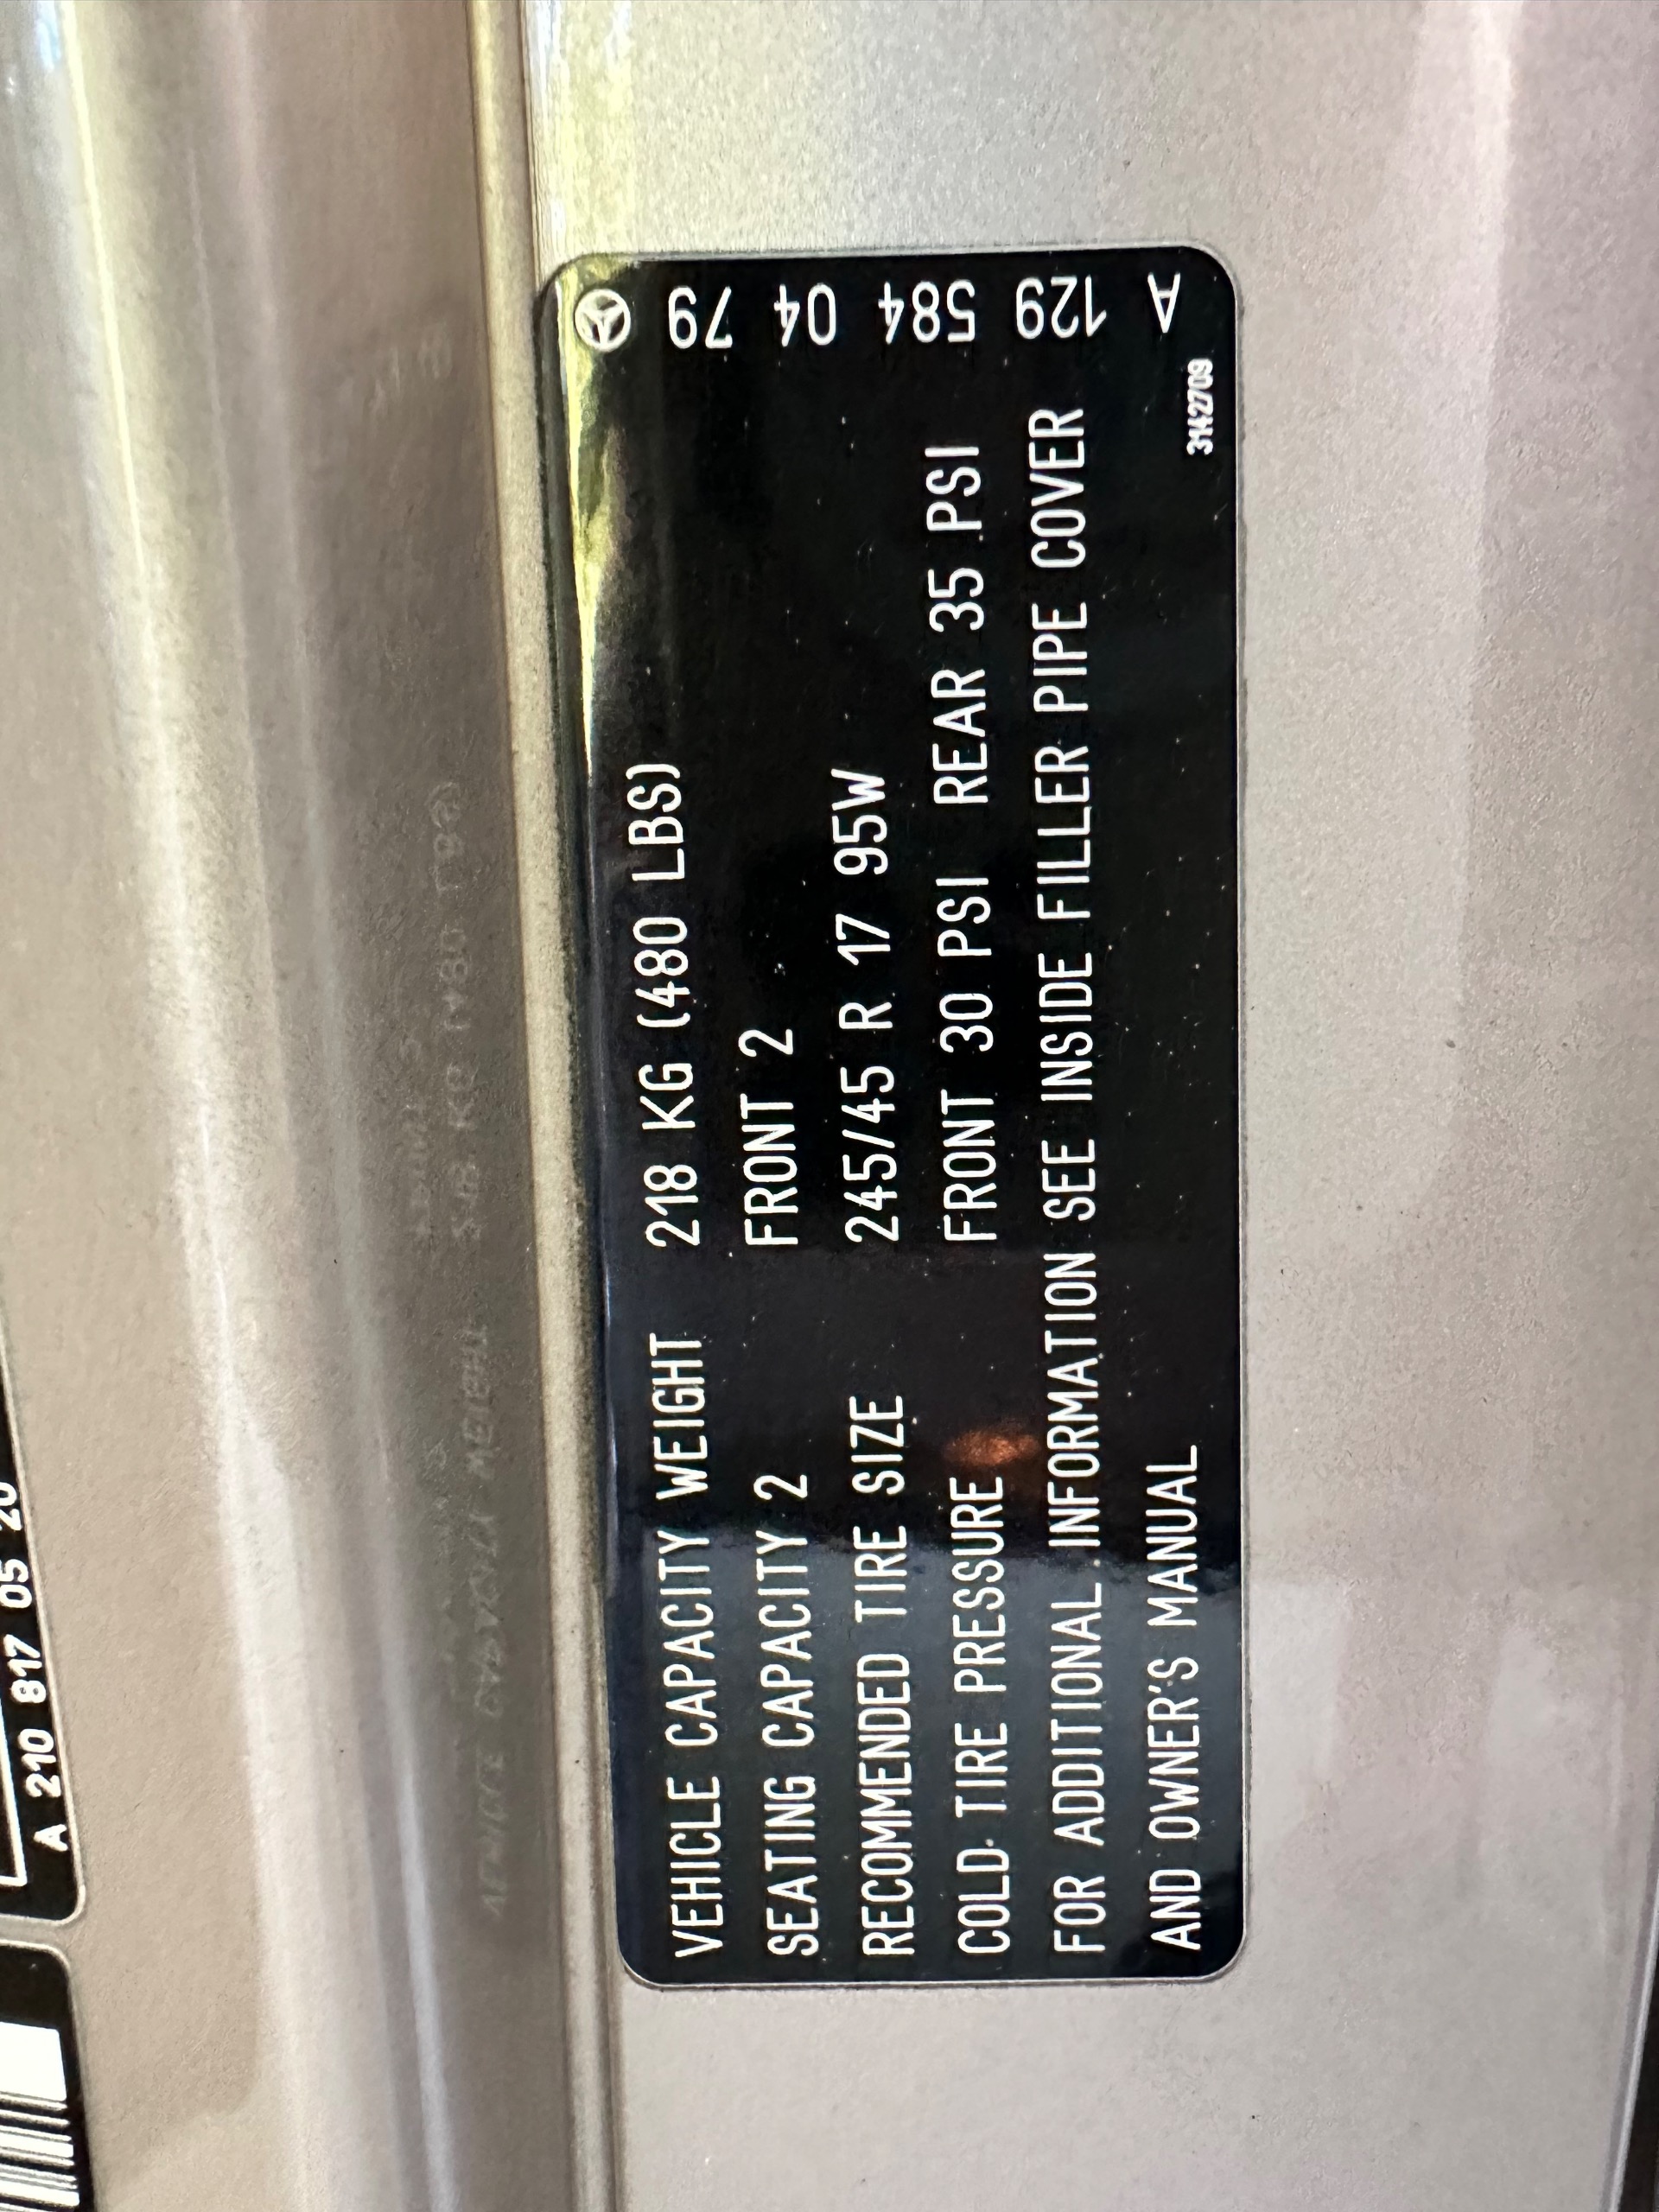 VEHICLE CAPACITY WEIGHT 218 KG (480 LBS)
SEATING CAPACITY 2 FRONT 2
RECOMMENDED TIRE SIZE 245/45 R 17 95W
COLD TIRE PRESSURE FRONT 30 PSI REAR 35 PSI
FOR ADDITIONAL INFORMATION SEE INSIDE FILLER PIPE COVER
AND OWNER'S MANUAL
3142709
A 129 584 04 79
A 210 817 05 20